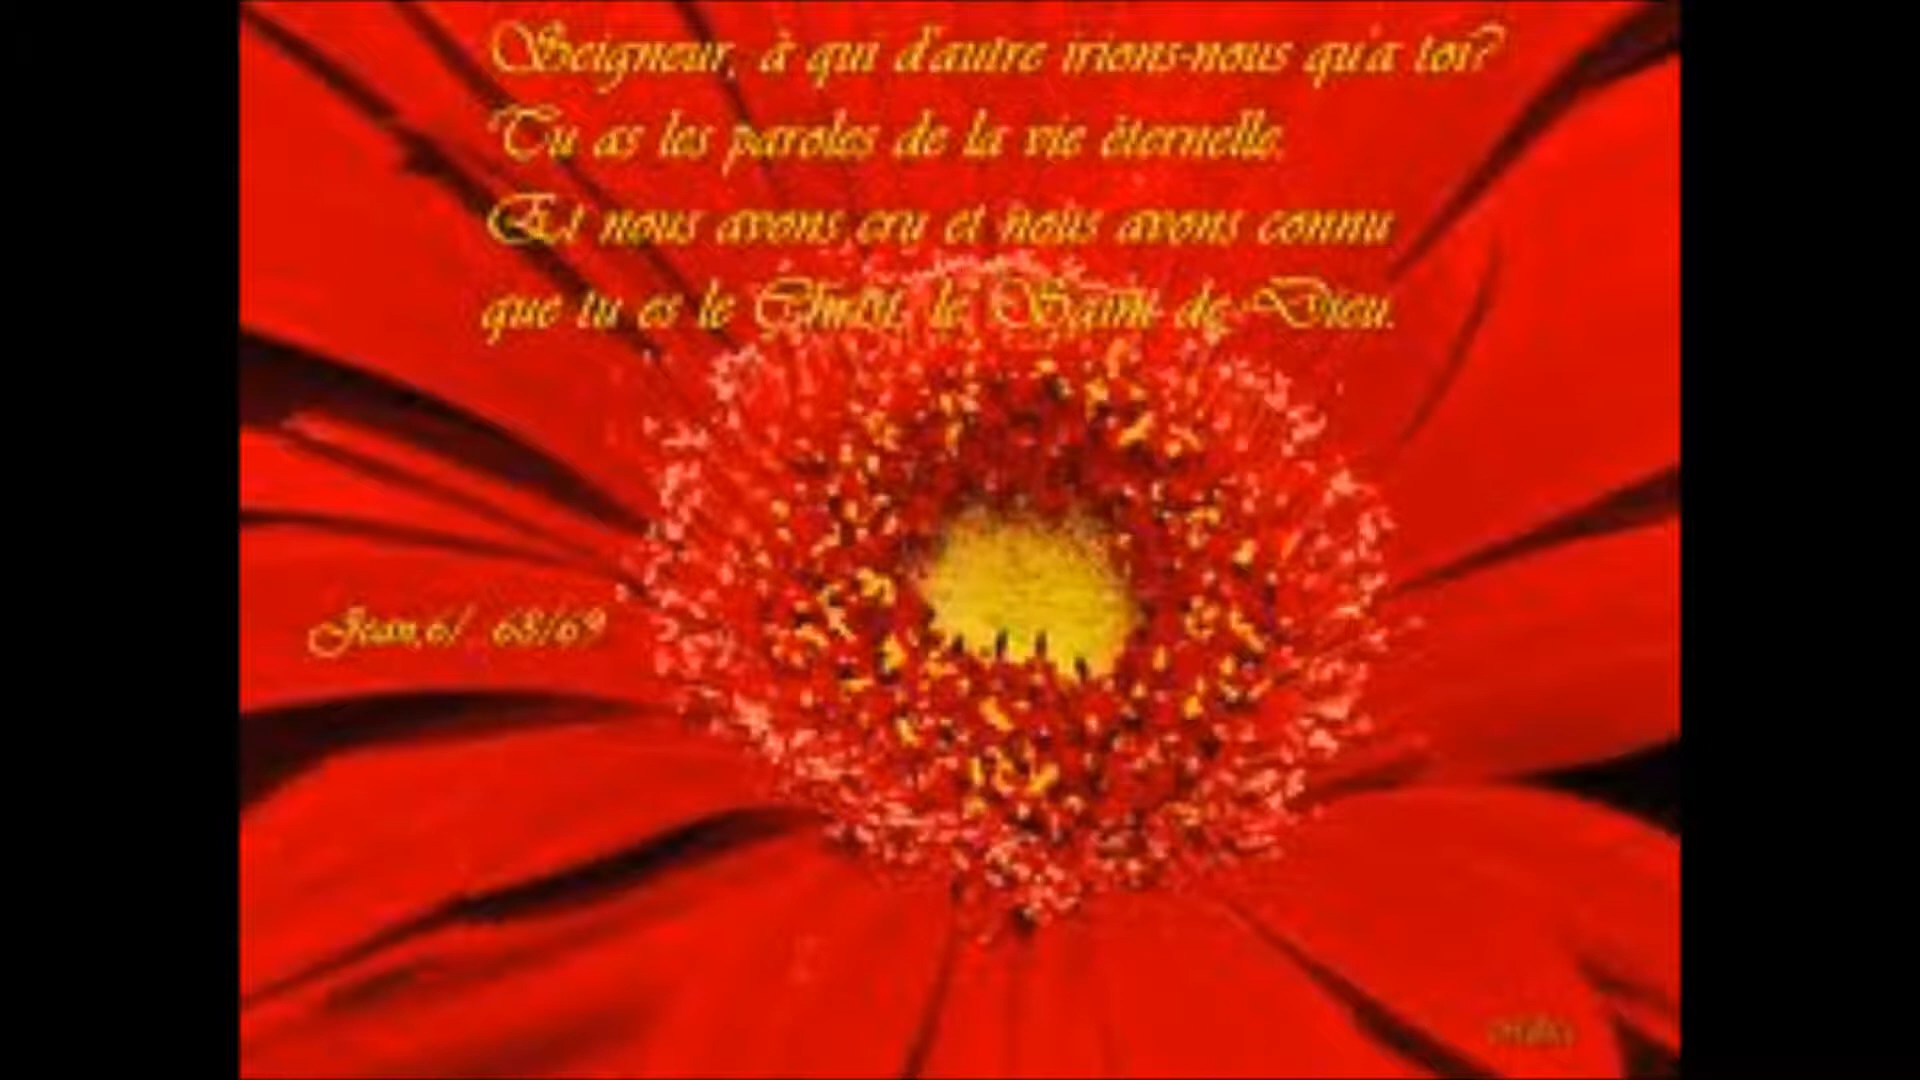 Seigneur, à qui d'autre irions-nous qu'à toi?
Tu as les paroles de la vie éternelle.
Et nous avons cru et nous avons connu
que tu es le Christ, le Saint de Dieu.
Jean,6/ 68/69